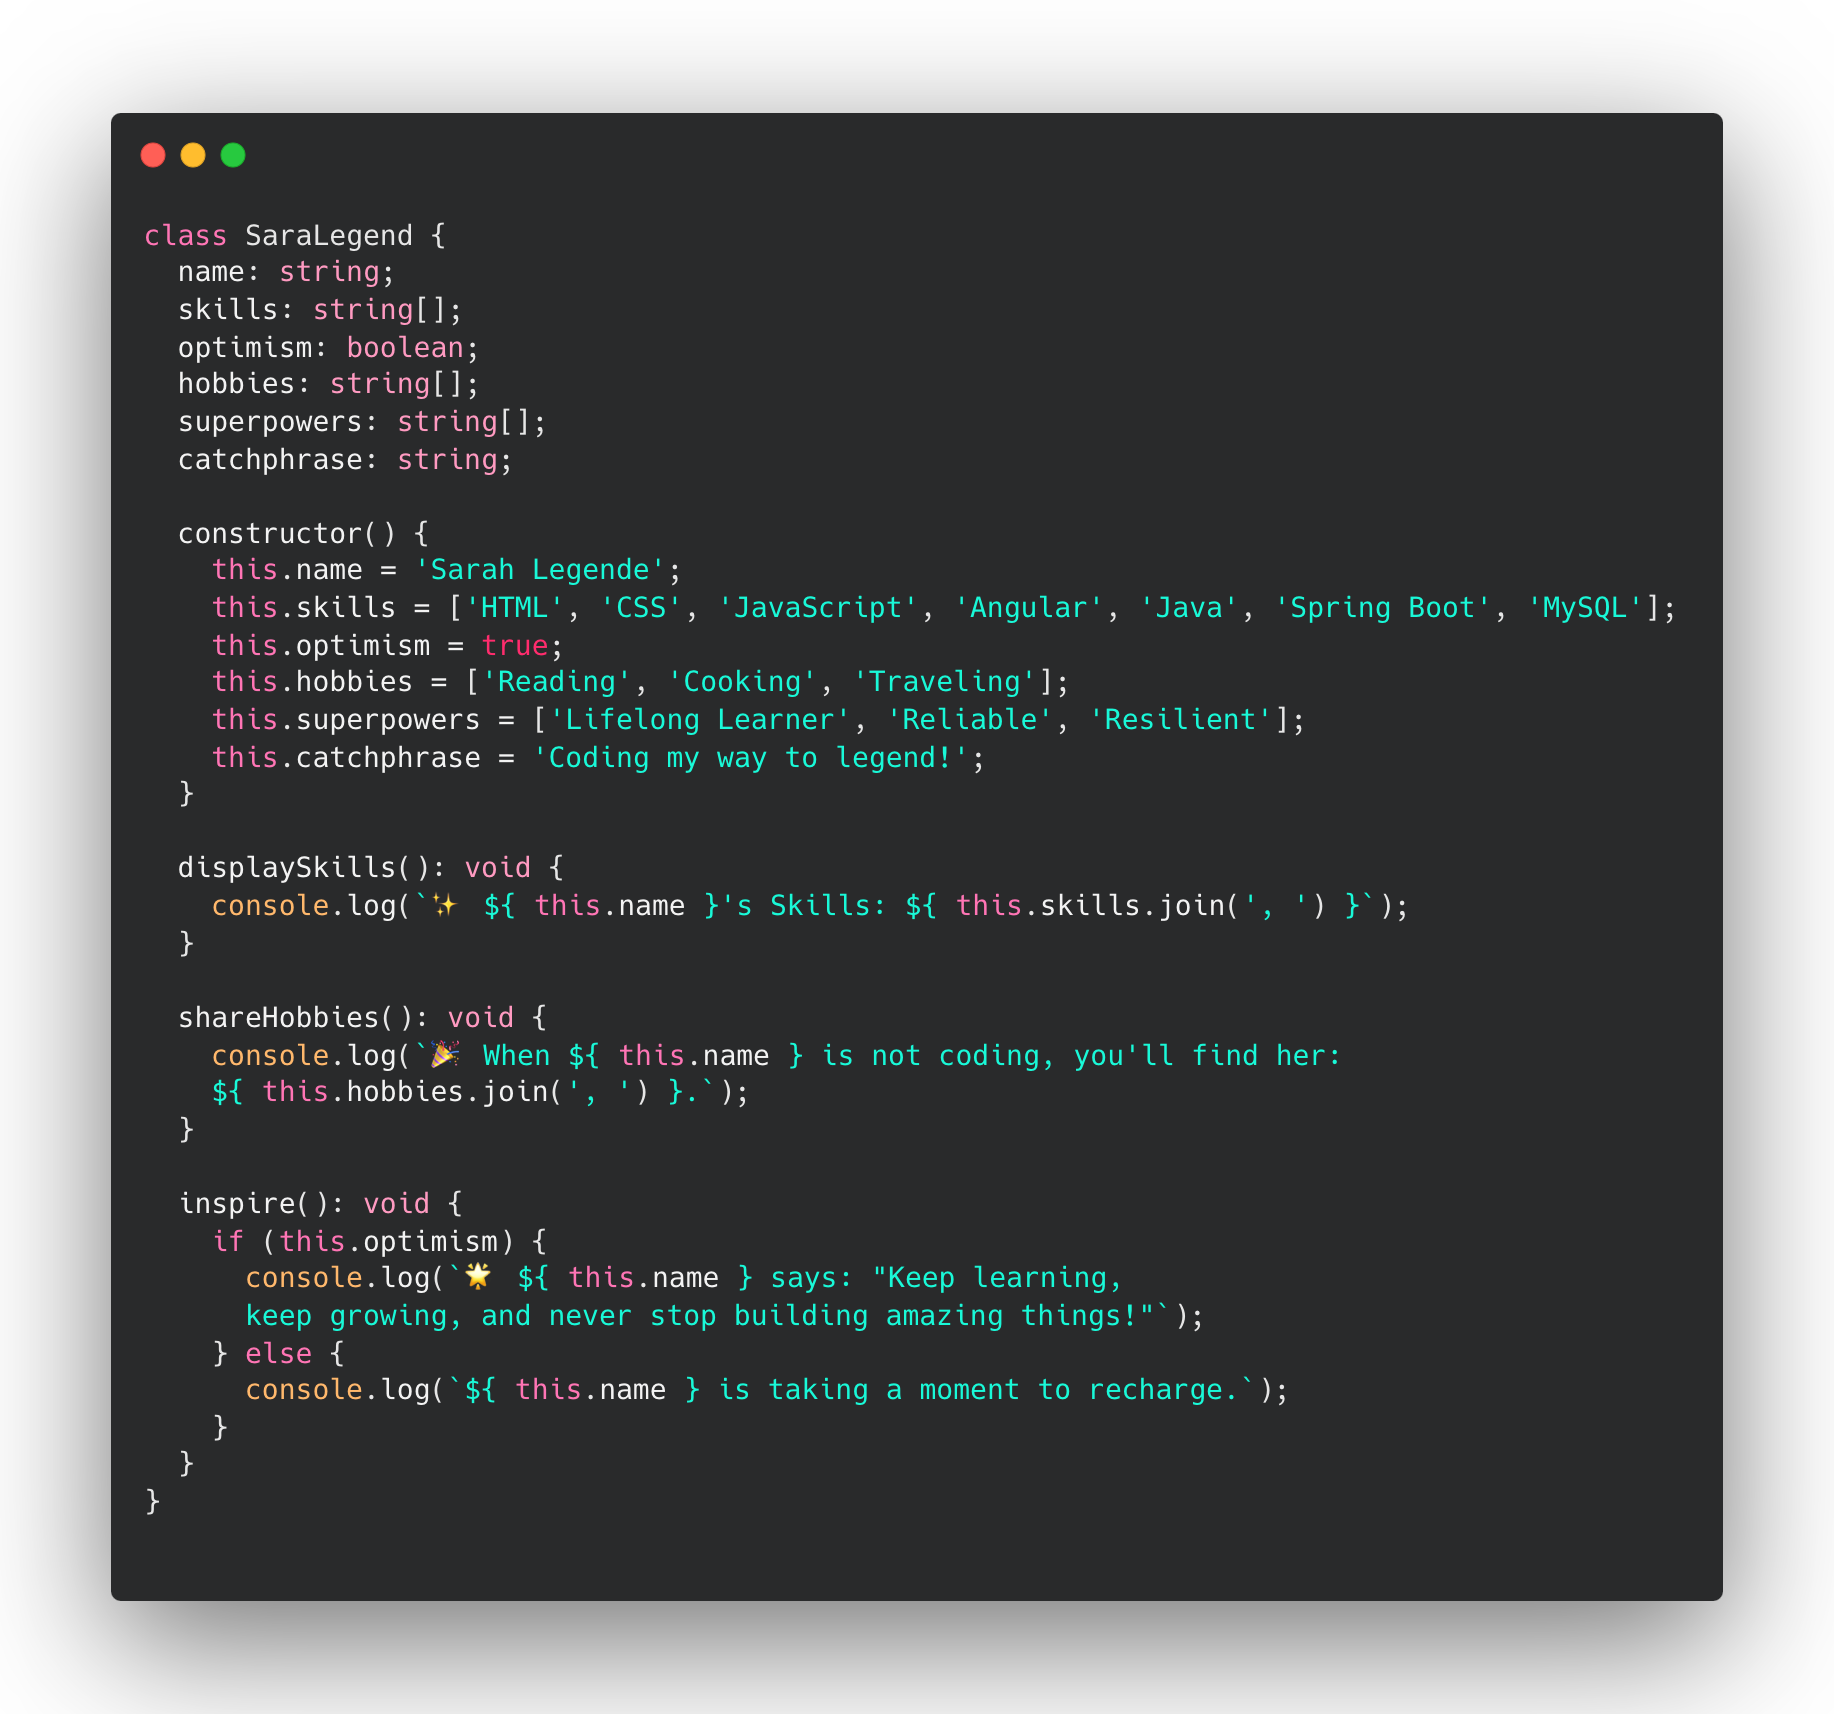 class SaraLegend {
  name: string;
  skills: string[];
  optimism: boolean;
  hobbies: string[];
  superpowers: string[];
  catchphrase: string;

  constructor() {
    this.name = 'Sarah Legende';
    this.skills = ['HTML', 'CSS', 'JavaScript', 'Angular', 'Java', 'Spring Boot', 'MySQL'];
    this.optimism = true;
    this.hobbies = ['Reading', 'Cooking', 'Traveling'];
    this.superpowers = ['Lifelong Learner', 'Reliable', 'Resilient'];
    this.catchphrase = 'Coding my way to legend!';
  }

  displaySkills(): void {
    console.log(`✨ ${ this.name }'s Skills: ${ this.skills.join(', ') }`);
  }

  shareHobbies(): void {
    console.log(`🎉 When ${ this.name } is not coding, you'll find her:
    ${ this.hobbies.join(', ') }.`);
  }

  inspire(): void {
    if (this.optimism) {
      console.log(`🌟 ${ this.name } says: "Keep learning,
      keep growing, and never stop building amazing things!"`);
    } else {
      console.log(`${ this.name } is taking a moment to recharge.`);
    }
  }
}